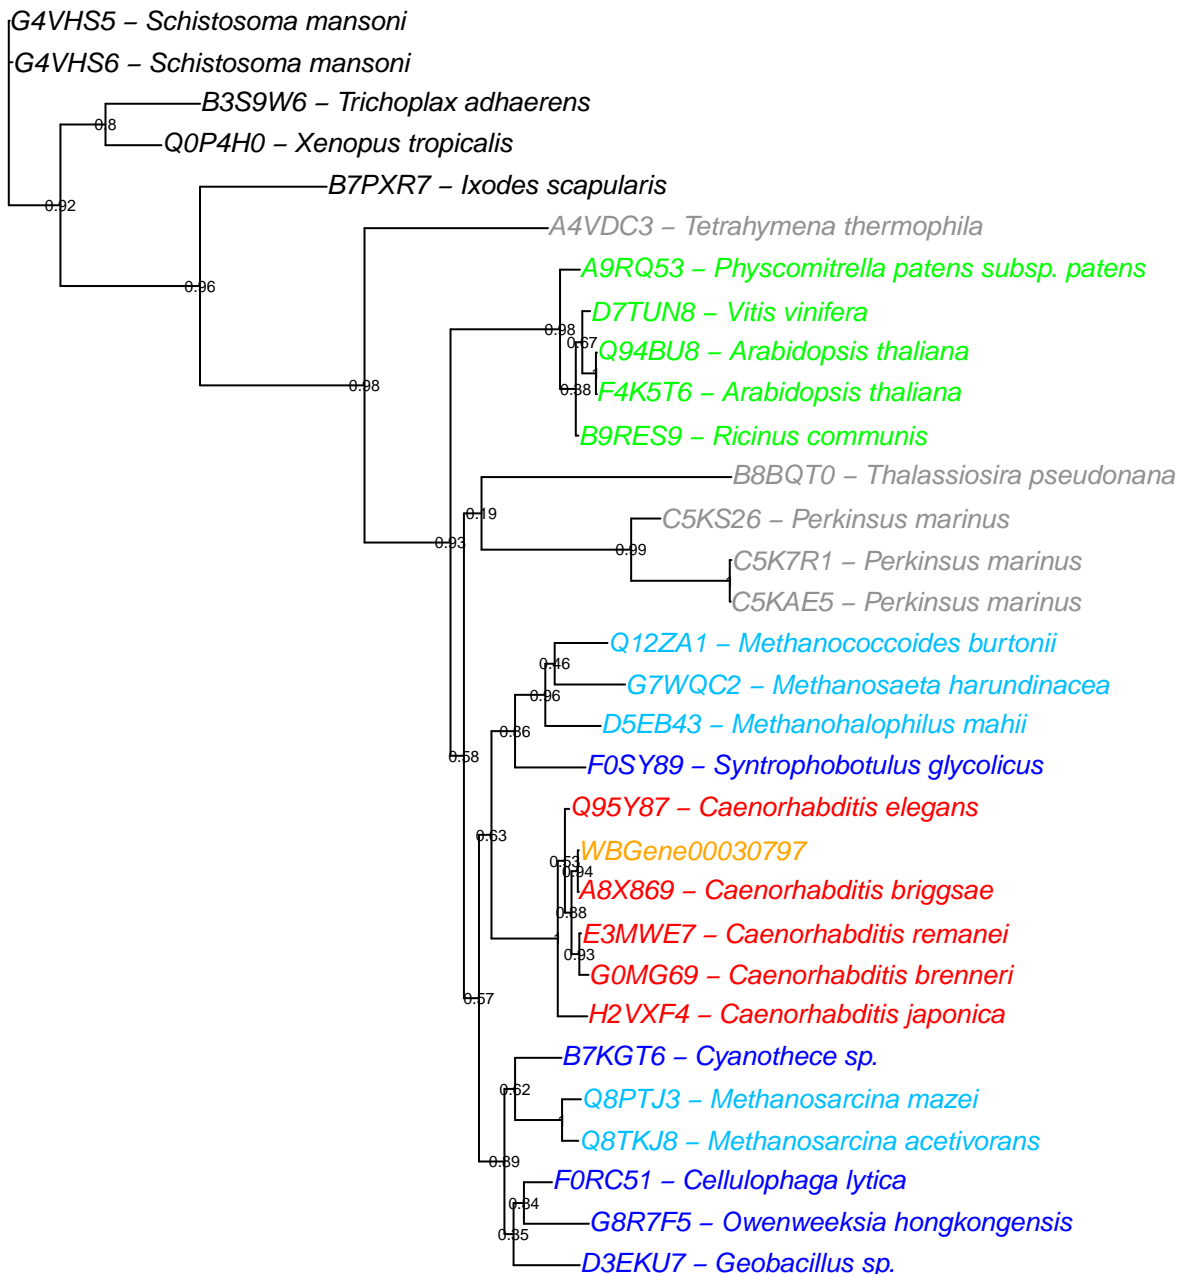 G4VHS5 – Schistosoma mansoni
G4VHS6 – Schistosoma mansoni
B3S9W6 – Trichoplax adhaerens
0.8
Q0P4H0 – Xenopus tropicalis
B7PXR7 – Ixodes scapularis
0.92
A4VDC3 – Tetrahymena thermophila
A9RQ53 – Physcomitrella patens subsp. patens
0.96
D7TUN8 – Vitis vinifera
0.98
0.67
Q94BU8 – Arabidopsis thaliana
1
0.98
0.88
F4K5T6 – Arabidopsis thaliana
B9RES9 – Ricinus communis
B8BQT0 – Thalassiosira pseudonana
0.19
C5KS26 – Perkinsus marinus
0.93
0.99
C5K7R1 – Perkinsus marinus
C5KAE5 – Perkinsus marinus
Q12ZA1 – Methanococcoides burtonii
0.46
G7WQC2 – Methanosaeta harundinacea
0.96
D5EB43 – Methanohalophilus mahii
0.86
0.58
F0SY89 – Syntrophobotulus glycolicus
Q95Y87 – Caenorhabditis elegans
0.63
WBGene00030797
0.53
0.94
A8X869 – Caenorhabditis briggsae
0.88
E3MWE7 – Caenorhabditis remanei
1
0.93
G0MG69 – Caenorhabditis brenneri
0.57
H2VXF4 – Caenorhabditis japonica
B7KGT6 – Cyanothece sp.
0.62
Q8PTJ3 – Methanosarcina mazei
1
Q8TKJ8 – Methanosarcina acetivorans
0.89
F0RC51 – Cellulophaga lytica
0.84
G8R7F5 – Owenweeksia hongkongensis
0.85
D3EKU7 – Geobacillus sp.